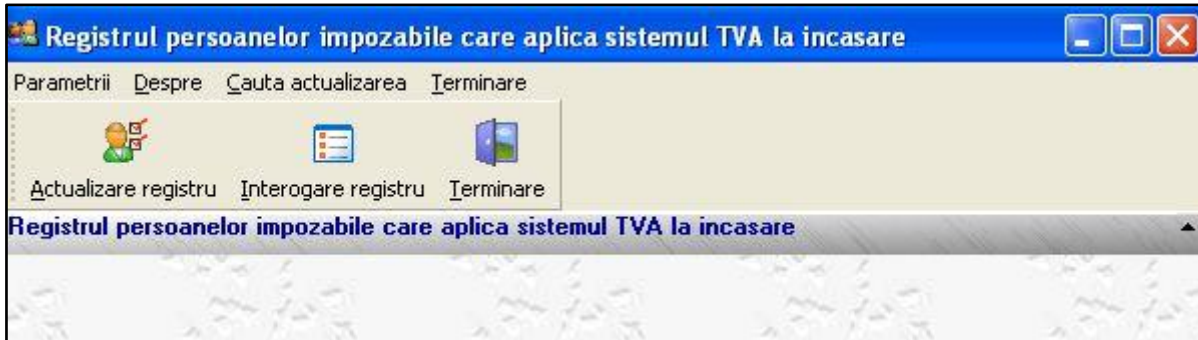 Registrul persoanelor impozabile care aplica sistemul TVA la incasare
Parametrii Despre Cauta actualizarea Terminare
Actualizare registru Interogare registru Terminare
Registrul persoanelor impozabile care aplica sistemul TVA la incasare